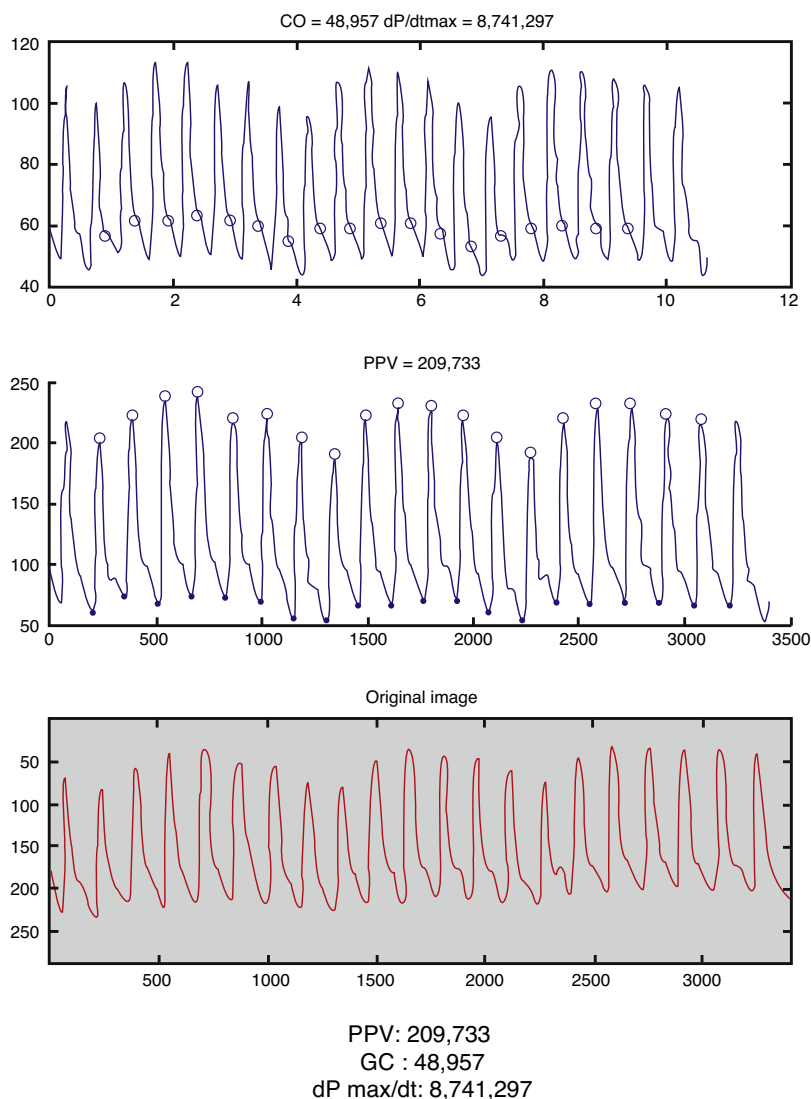 CO = 48,957 dP/dtmax = 8,741,297
120
100
80
60
40
0 2 4 6 8 10 12
PPV = 209,733
250
200
150
100
50
0 500 1000 1500 2000 2500 3000 3500
Original image
50
100
150
200
250
500 1000 1500 2000 2500 3000
PPV: 209,733
GC : 48,957
dP max/dt: 8,741,297